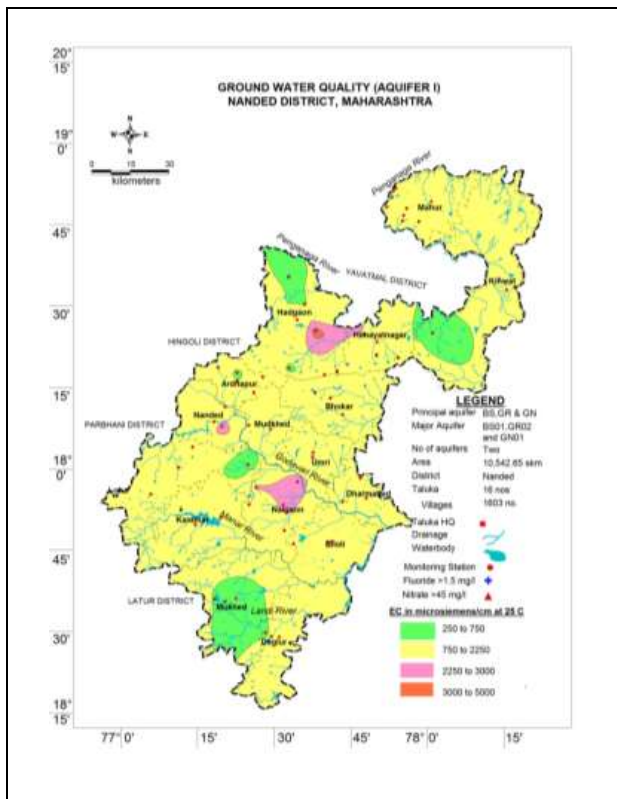 GROUND WATER QUALITY (AQUIFER I)
NANDED DISTRICT, MAHARASHTRA
20°
15'
19°
0'
45'
30'
15'
18°
0'
45'
30'
18°
15'
N
W E
S
0 15 30
kilometers
Penganaga River
Mahur
Penganaga River
YAVATMAL DISTRICT
Kinwat
Hadgaon
Himayatnagar
HINGOLI DISTRICT
Ardhapur
Bhokar
Nanded
Mudkhed
PARBHANI DISTRICT
Godavari River
Umri
Dharmabad
Naigaon
Kandhar
Manar River
Biloli
LATUR DISTRICT
Mukhed
Lendi River
Deglur
LEGEND
Principal aquifer BS,GR & GN
Major Aquifer BS01,GR02
and GN01
No of aquifers Two
Area 10,542.65 skm
District Nanded
Taluka 16 nos
Villages 1603 no.
Taluka HQ
Drainage
Waterbody
Monitoring Station
Fluoride >1.5 mg/l
Nitrate >45 mg/l
EC in microsiemens/cm at 25 C
250 to 750
750 to 2250
2250 to 3000
3000 to 5000
77° 0' 15' 30' 45' 78° 0' 15'